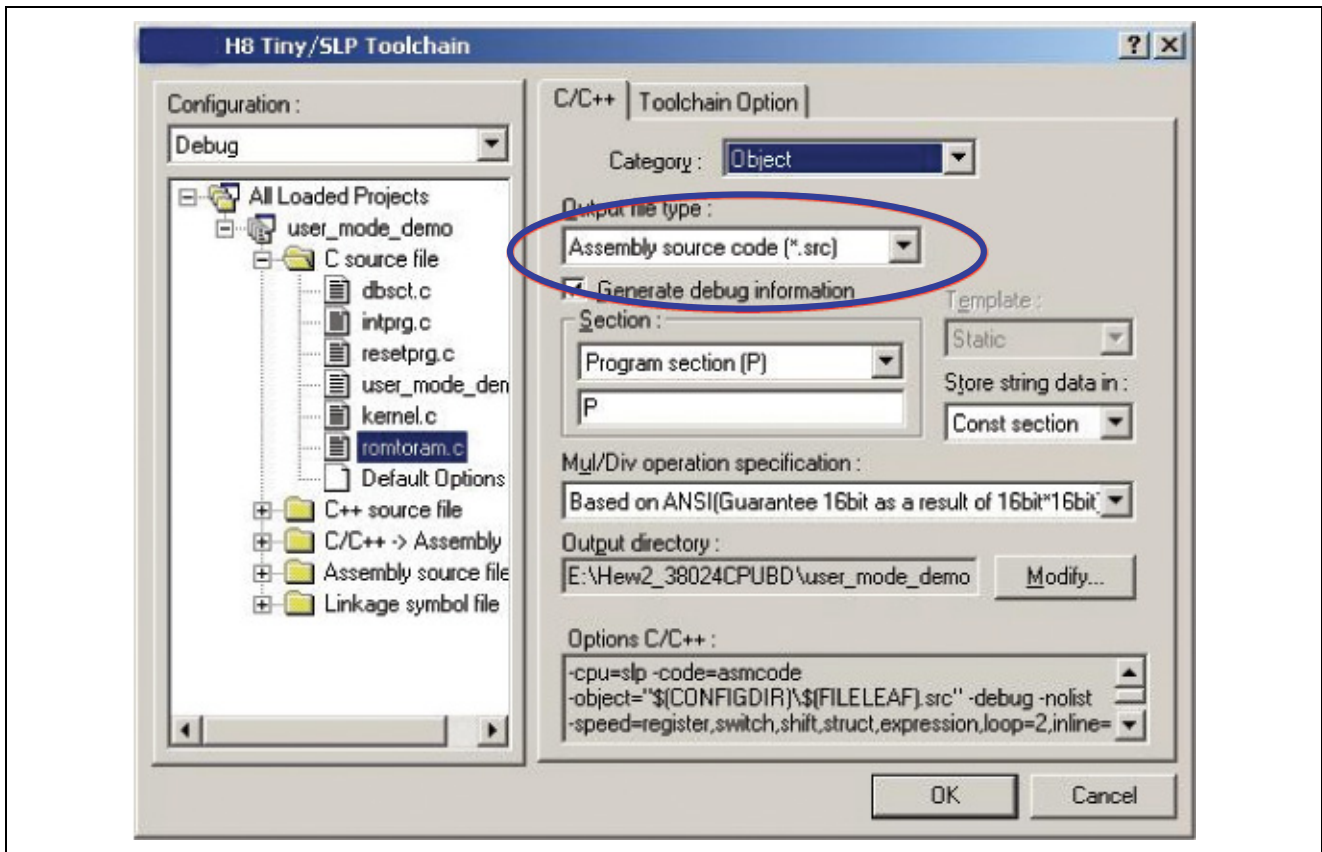 H8 Tiny/SLP Toolchain
Configuration :
Debug
All Loaded Projects
user_mode_demo
C source file
dbsct.c
intprg.c
resetprg.c
user_mode_den
kernel.c
romtoram.c
Default Options
C++ source file
C/C++ -> Assembly
Assembly source file
Linkage symbol file
C/C++
Toolchain Option
Category :
Object
Output file type :
Assembly source code (*.src)
Generate debug information
Section :
Program section (P)
P
Template :
Static
Store string data in :
Const section
Mul/Div operation specification :
Based on ANSI(Guarantee 16bit as a result of 16bit*16bit)
Output directory :
E:\Hew2_38024CPUBD\user_mode_demo
Modify...
Options C/C++ :
-cpu=slp -code=asmcode
-object="$(CONFIGDIR)\$(FILELEAF).src" -debug -nolist
-speed=register,switch,shift,struct,expression,loop=2,inline=
OK
Cancel